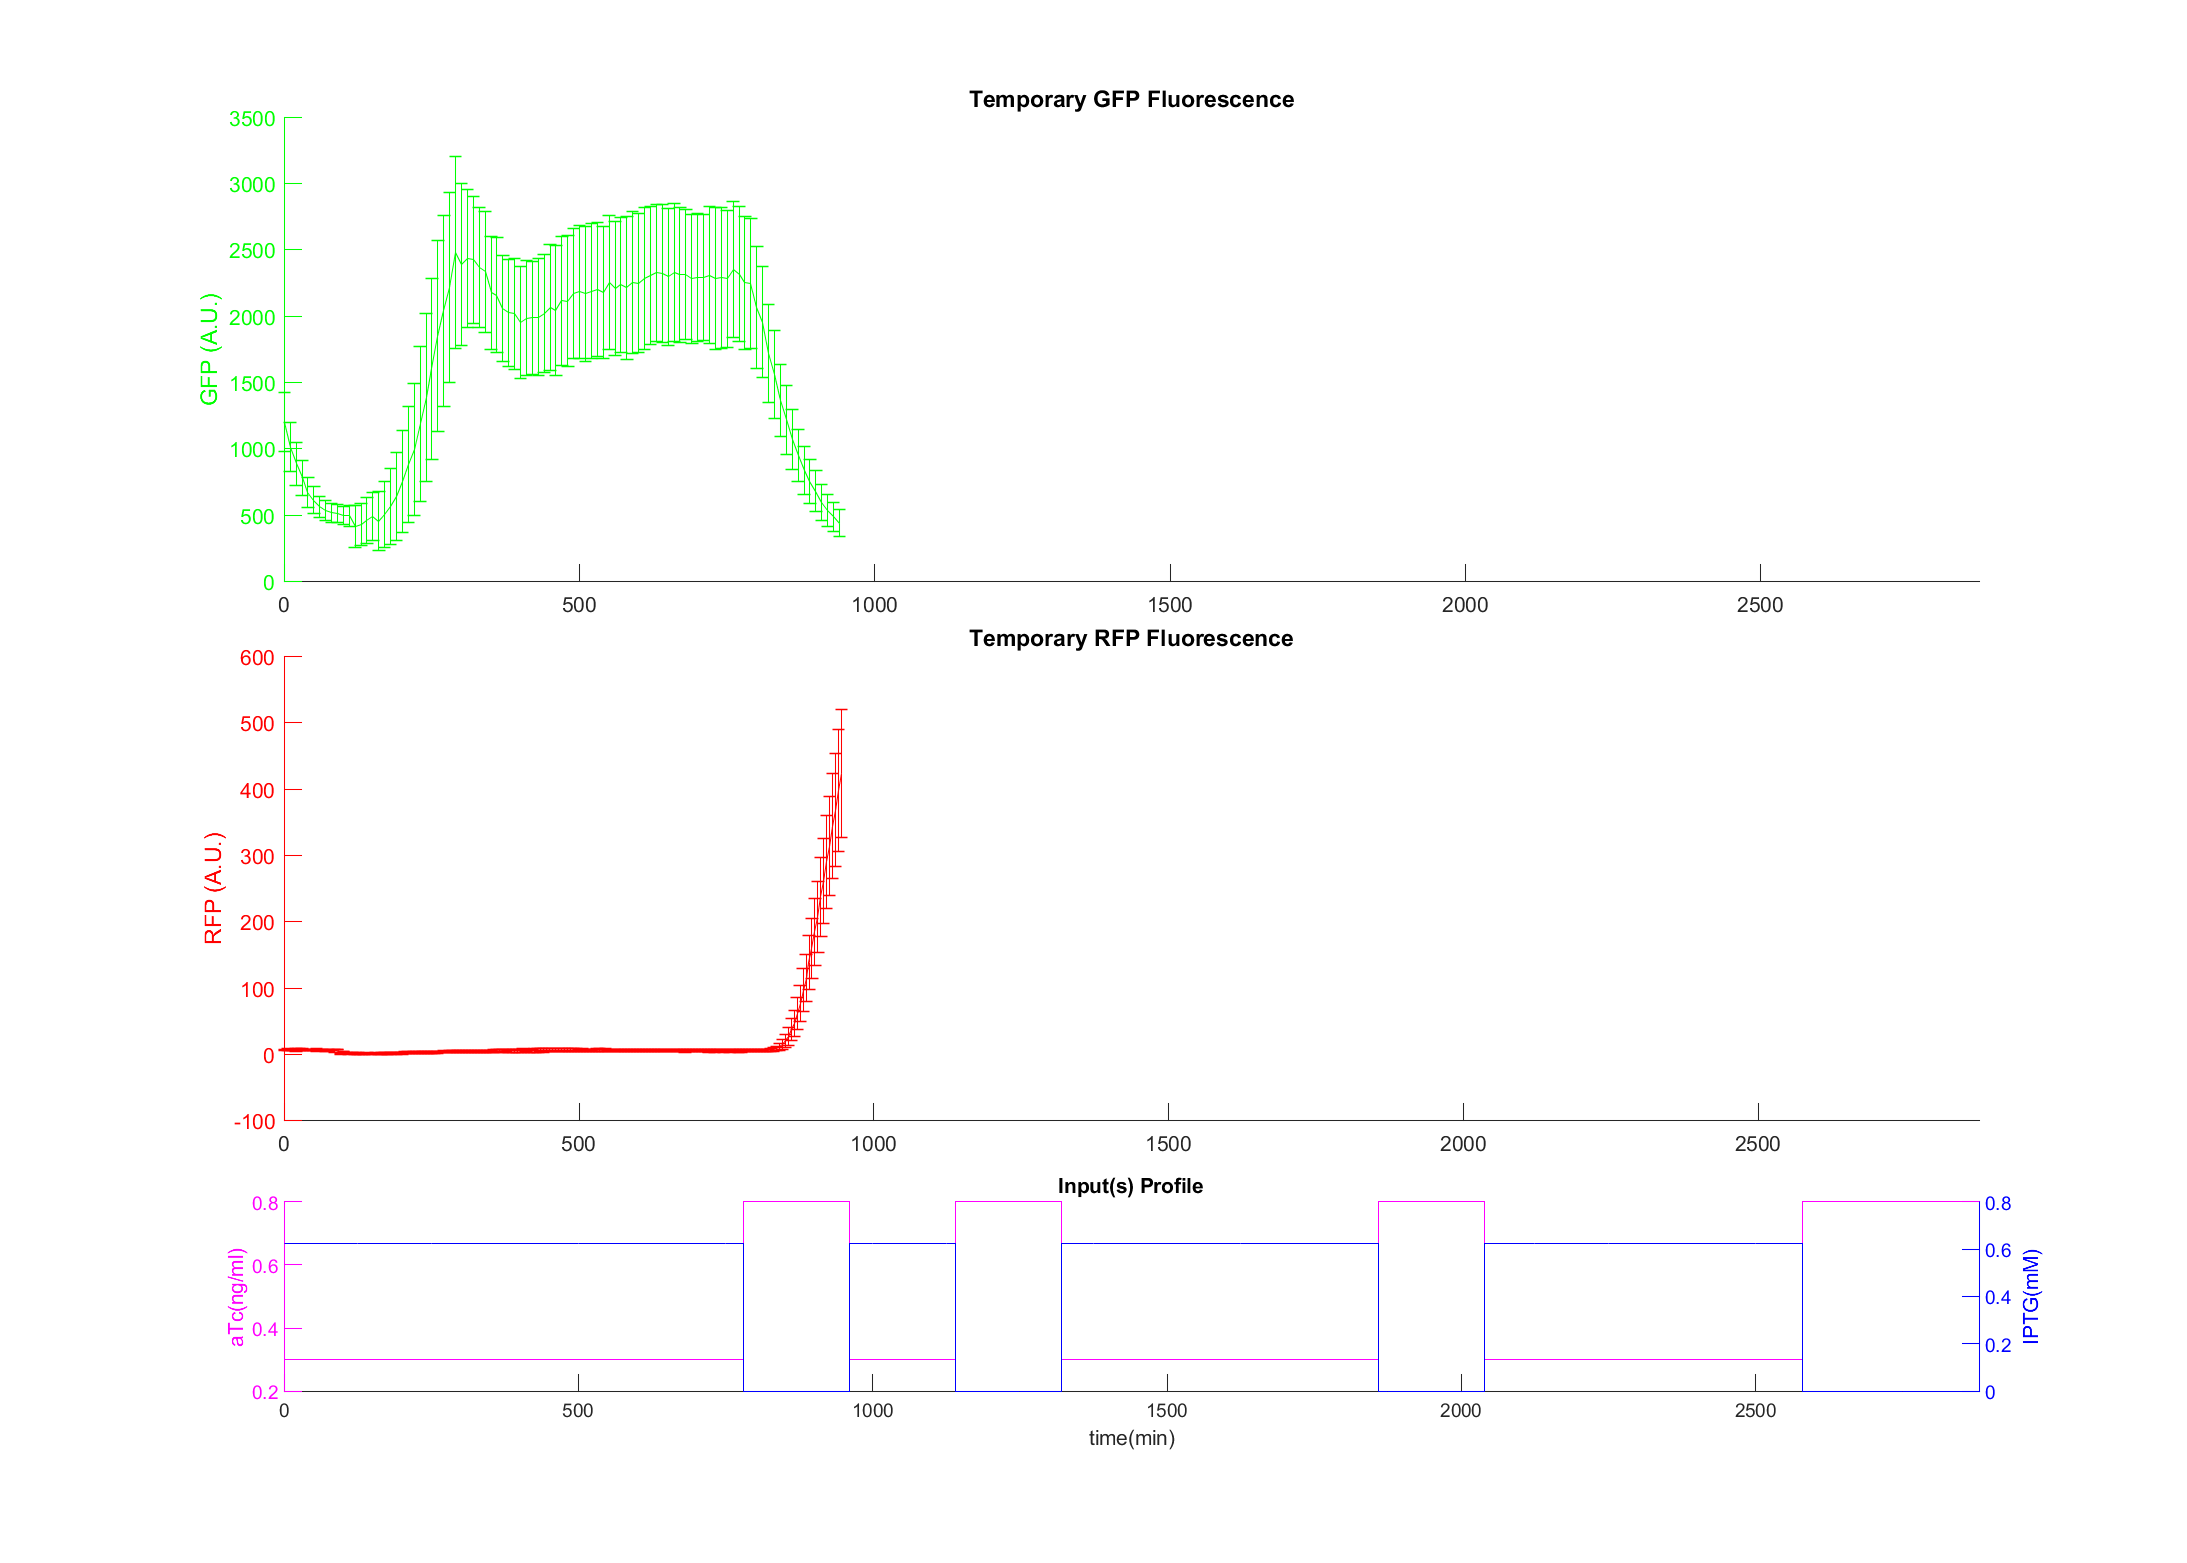 Temporary GFP Fluorescence
3500
3000
2500
2000
1500
1000
500
0
GFP (A.U.)
0 500 1000 1500 2000 2500
Temporary RFP Fluorescence
600
500
400
300
200
100
0
-100
RFP (A.U.)
0 500 1000 1500 2000 2500
Input(s) Profile
0.8
0.6
0.4
0.2
aTc(ng/ml)
0.8
0.6
0.4
0.2
0
IPTG(mM)
0 500 1000 1500 2000 2500
time(min)